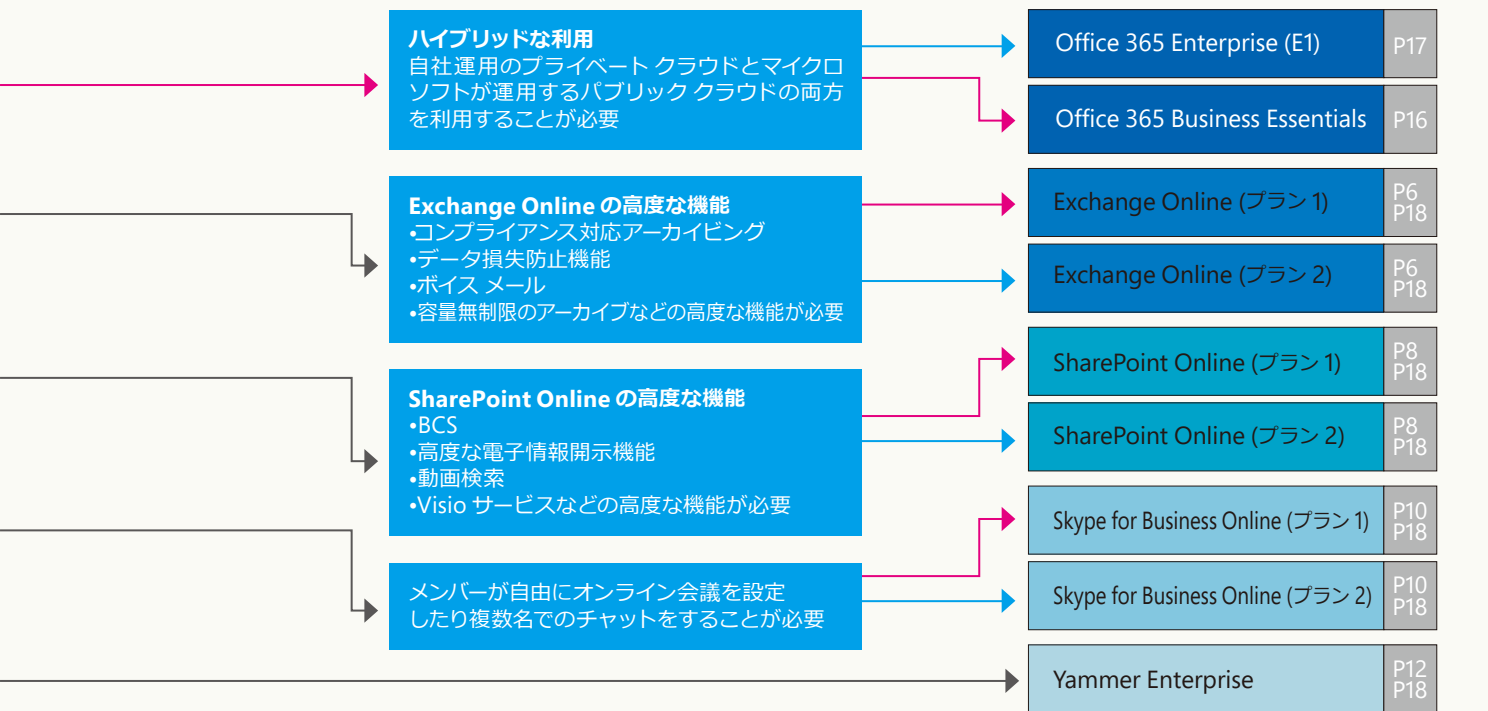 ハイブリッドな利用
自社運用のプライベート クラウドとマイクロ
ソフトが運用するパブリック クラウドの両方
を利用することが必要
Office 365 Enterprise (E1)
P17
Office 365 Business Essentials
P16
Exchange Online の高度な機能
•コンプライアンス対応アーカイビング
•データ損失防止機能
•ボイス メール
•容量無制限のアーカイブなどの高度な機能が必要
Exchange Online (プラン 1)
P6
P18
Exchange Online (プラン 2)
P6
P18
SharePoint Online の高度な機能
•BCS
•高度な電子情報開示機能
•動画検索
•Visio サービスなどの高度な機能が必要
SharePoint Online (プラン 1)
P8
P18
SharePoint Online (プラン 2)
P8
P18
メンバーが自由にオンライン会議を設定
したり複数名でのチャットをすることが必要
Skype for Business Online (プラン 1)
P10
P18
Skype for Business Online (プラン 2)
P10
P18
Yammer Enterprise
P12
P18